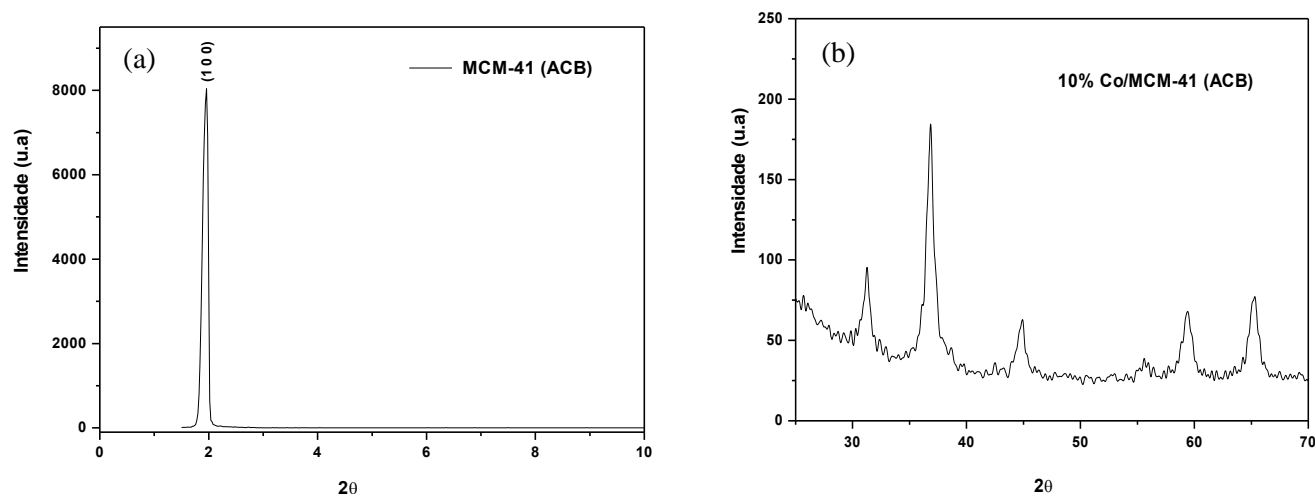 (a)
(1 0 0)
MCM-41 (ACB)
Intensidade (u.a)
8000
6000
4000
2000
0
0 2 4 6 8 10
2θ
(b)
10% Co/MCM-41 (ACB)
Intensidade (u.a)
250
200
150
100
50
0
30 40 50 60 70
2θ